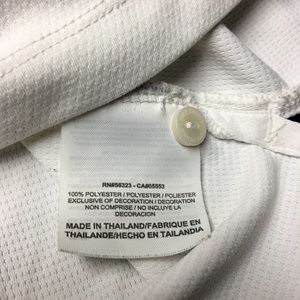 RN#56323 - CA#05553
100% POLYESTER / POLYESTER / POLIESTER
EXCLUSIVE OF DECORATION / DECORATION
NON COMPRISE / NO INCLUYE LA
DECORACION
MADE IN THAILAND/FABRIQUE EN
THAILANDE/HECHO EN TAILANDIA